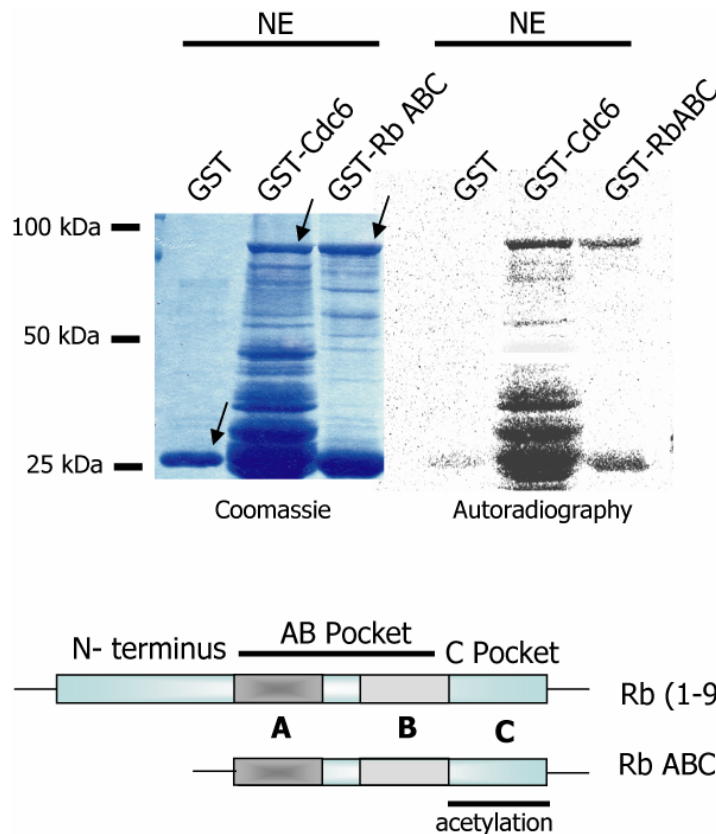 NE NE
GST GST-Cdc6 GST-Rb ABC GST GST-Cdc6 GST-RbABC
100 kDa
50 kDa
25 kDa
Coomassie Autoradiography
N- terminus AB Pocket C Pocket
Rb (1-9
A B C
Rb ABC
acetylation